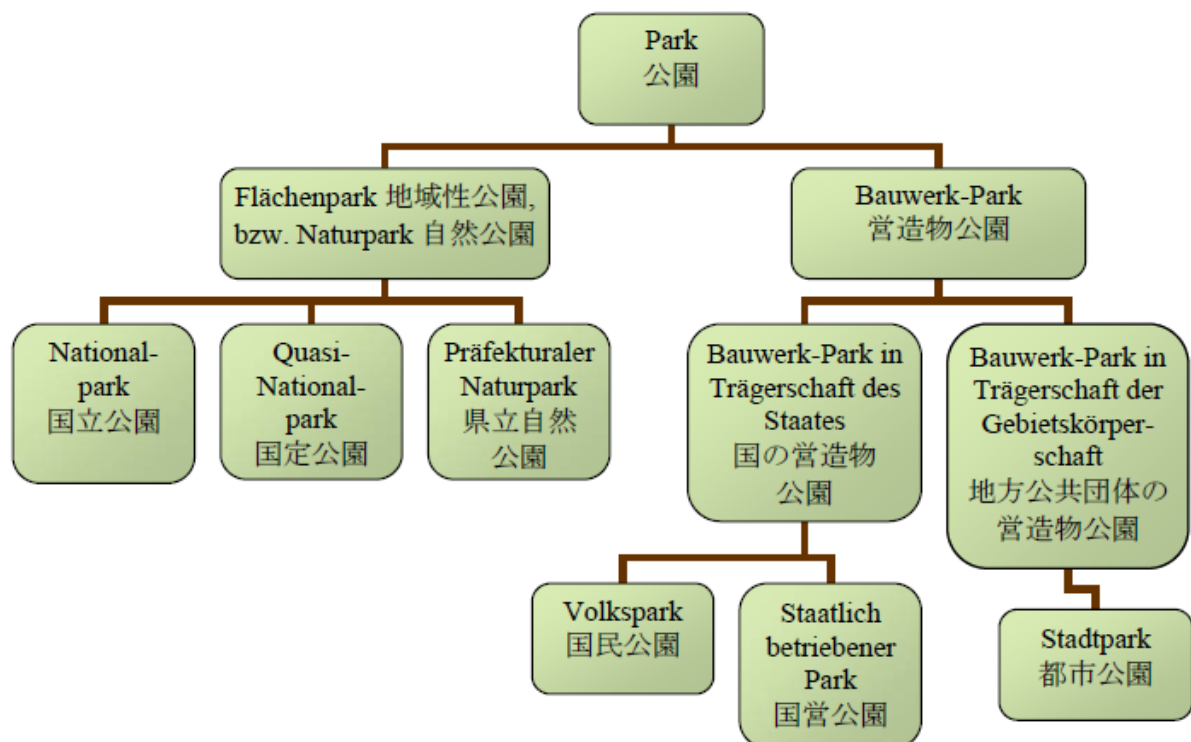 Park
公園
Flächenpark 地域性公園,
bzw. Naturpark 自然公園
Bauwerk-Park
営造物公園
National-
park
国立公園
Quasi-
National-
park
国定公園
Präfekturaler
Naturpark
県立自然
公園
Bauwerk-Park in
Trägerschaft des
Staates
国の営造物
公園
Bauwerk-Park in
Trägerschaft der
Gebietskörper-
schaft
地方公共団体の
営造物公園
Volkspark
国民公園
Staatlich
betriebener
Park
国営公園
Stadtpark
都市公園